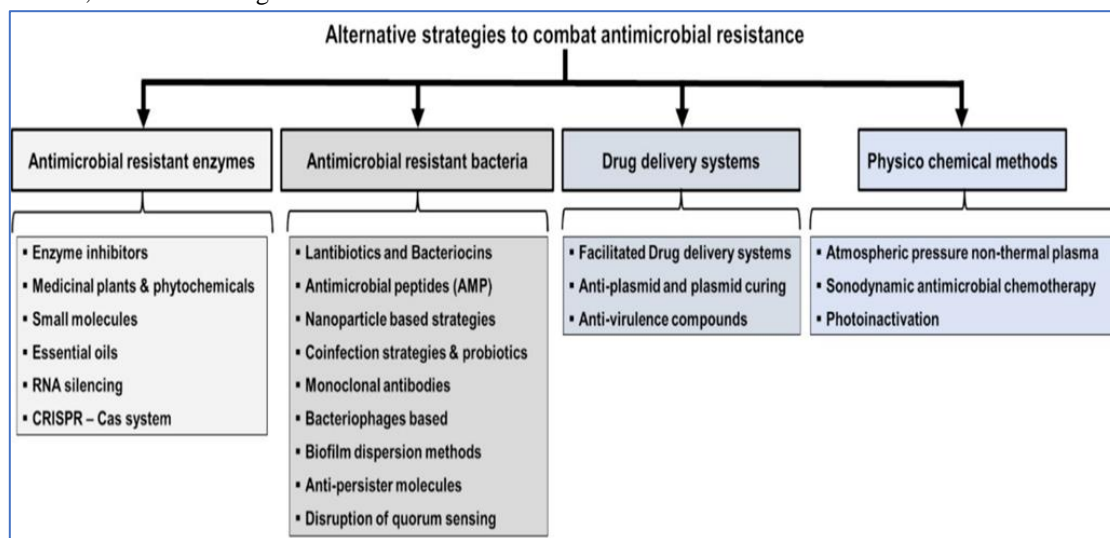 Alternative strategies to combat antimicrobial resistance
Antimicrobial resistant enzymes
▪ Enzyme inhibitors
▪ Medicinal plants & phytochemicals
▪ Small molecules
▪ Essential oils
▪ RNA silencing
▪ CRISPR – Cas system
Antimicrobial resistant bacteria
▪ Lantibiotics and Bacteriocins
▪ Antimicrobial peptides (AMP)
▪ Nanoparticle based strategies
▪ Coinfection strategies & probiotics
▪ Monoclonal antibodies
▪ Bacteriophages based
▪ Biofilm dispersion methods
▪ Anti-persister molecules
▪ Disruption of quorum sensing
Drug delivery systems
▪ Facilitated Drug delivery systems
▪ Anti-plasmid and plasmid curing
▪ Anti-virulence compounds
Physico chemical methods
▪ Atmospheric pressure non-thermal plasma
▪ Sonodynamic antimicrobial chemotherapy
▪ Photoinactivation